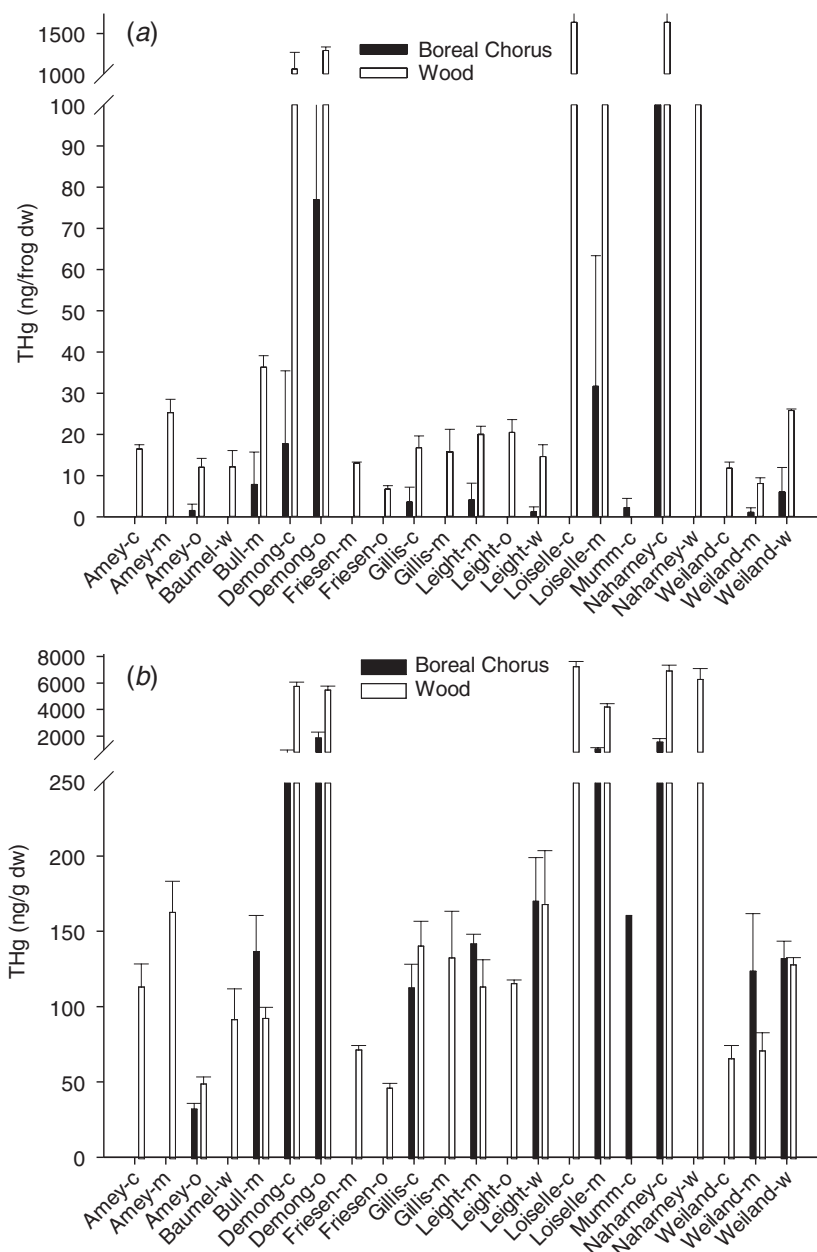 (a)
Boreal Chorus
Wood
1500
1000
100
90
80
70
60
50
40
30
20
10
0
THg (ng/frog dw)
Amey-c
Amey-m
Amey-o
Baumel-w
Bull-m
Demong-c
Demong-o
Friesen-m
Friesen-o
Gillis-c
Gillis-m
Leight-m
Leight-o
Leight-w
Loiselle-c
Loiselle-m
Mumm-c
Naharney-c
Naharney-w
Weiland-c
Weiland-m
Weiland-w
(b)
Boreal Chorus
Wood
8000
6000
4000
2000
250
200
150
100
50
0
THg (ng/g dw)
Amey-c
Amey-m
Amey-o
Baumel-w
Bull-m
Demong-c
Demong-o
Friesen-m
Friesen-o
Gillis-c
Gillis-m
Leight-m
Leight-o
Leight-w
Loiselle-c
Loiselle-m
Mumm-c
Naharney-c
Naharney-w
Weiland-c
Weiland-m
Weiland-w